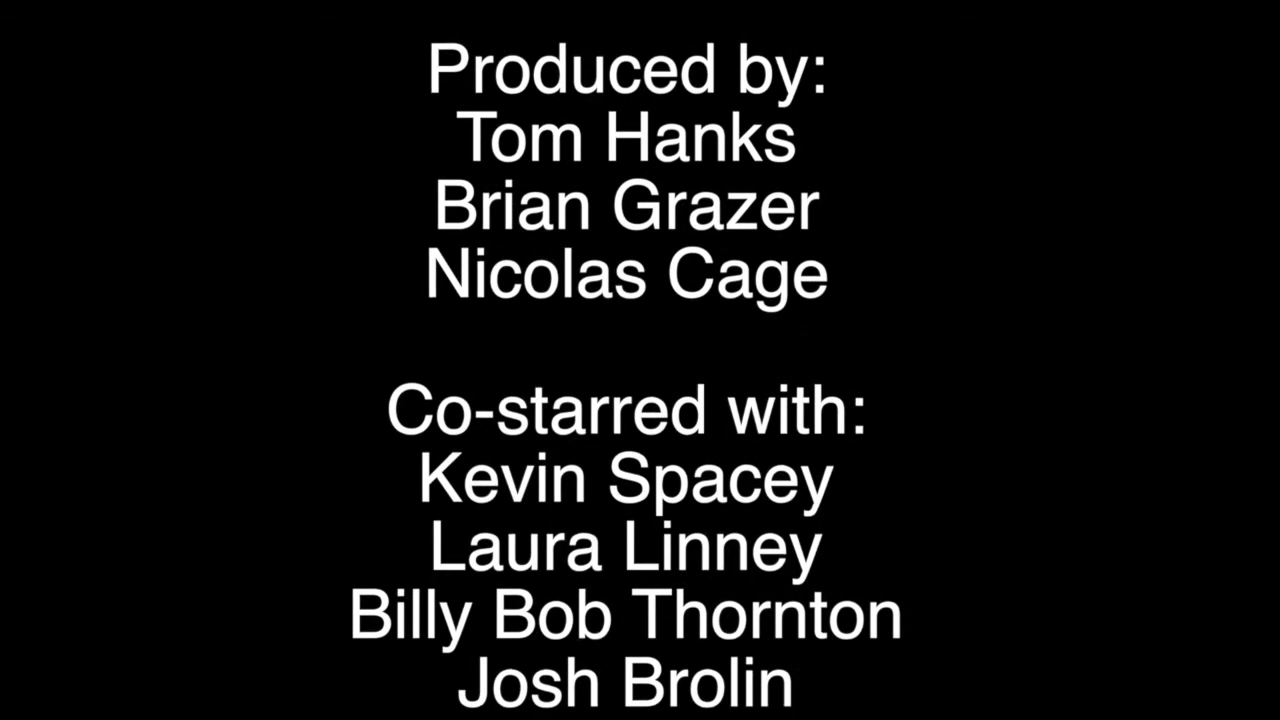 Produced by:
Tom Hanks
Brian Grazer
Nicolas Cage
Co-starred with:
Kevin Spacey
Laura Linney
Billy Bob Thornton
Josh Brolin